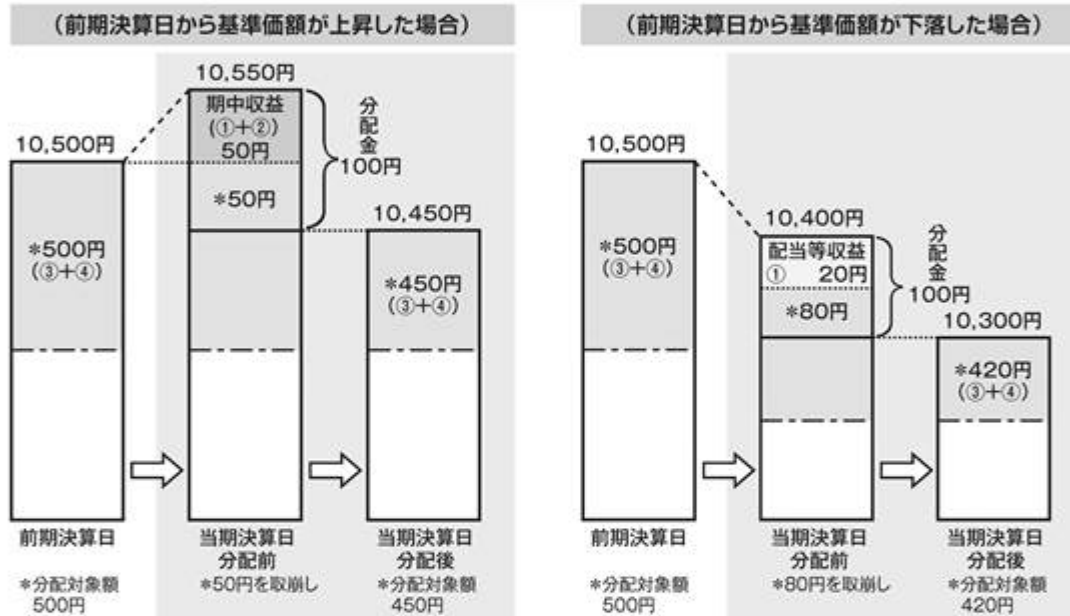 (前期決算日から基準価額が上昇した場合)
10,550円
期中収益
(①+②)
50円
*50円
分配金
100円
10,500円
*500円
(③+④)
10,450円
*450円
(③+④)
前期決算日
*分配対象額
500円
当期決算日
分配前
*50円を取崩し
当期決算日
分配後
*分配対象額
450円
(前期決算日から基準価額が下落した場合)
10,500円
*500円
(③+④)
10,400円
配当等収益
① 20円
*80円
分配金
100円
10,300円
*420円
(③+④)
前期決算日
*分配対象額
500円
当期決算日
分配前
*80円を取崩し
当期決算日
分配後
*分配対象額
420円